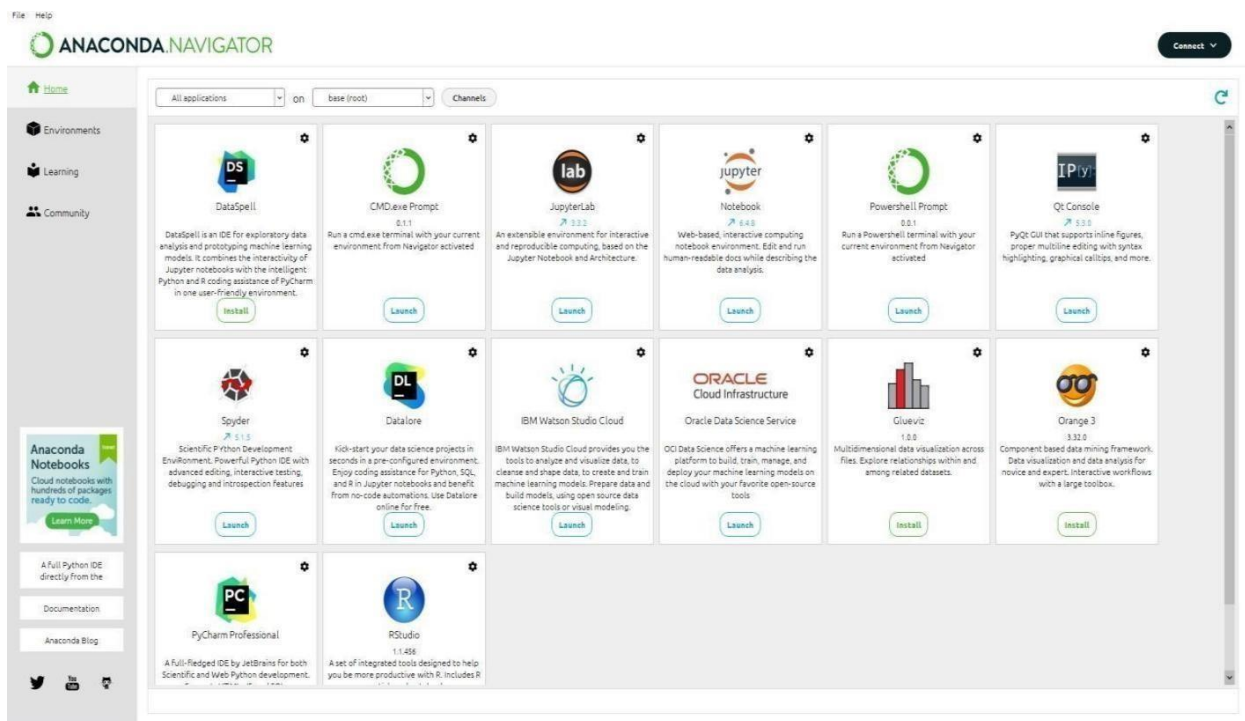 File Help
ANACONDA.NAVIGATOR
Connect
Home
Environments
Learning
Community
All applications
on
base (root)
Channels
DS
DataSpell
DataSpell is an IDE for exploratory data
analysis and prototyping machine learning
models. It combines the interactivity of
Jupyter notebooks with the intelligent
Python and R coding assistance of PyCharm
in one user-friendly environment.
Install
CMD.exe Prompt
0.1.1
Run a cmd.exe terminal with your current
environment from Navigator activated
Launch
lab
JupyterLab
3.3.2
An extensible environment for interactive
and reproducible computing, based on the
Jupyter Notebook and Architecture.
Launch
jupyter
Notebook
6.4.8
Web-based, interactive computing
notebook environment. Edit and run
human-readable docs while describing the
data analysis.
Launch
Powershell Prompt
0.0.1
Run a Powershell terminal with your
current environment from Navigator
activated
Launch
IP[y]:
Qt Console
5.3.0
PyQt GUI that supports inline figures,
proper multiline editing with syntax
highlighting, graphical calltips, and more.
Launch
Spyder
5.1.5
Scientific PYthon Development
EnviRonment. Powerful Python IDE with
advanced editing, interactive testing,
debugging and introspection features
Launch
DL
Datalore
Kick-start your data science projects in
seconds in a pre-configured environment.
Enjoy coding assistance for Python, SQL,
and R in Jupyter notebooks and benefit
from no-code automations. Use Datalore
online for free.
Launch
IBM Watson Studio Cloud
IBM Watson Studio Cloud provides you the
tools to analyze and visualize data, to
cleanse and shape data, to create and train
machine learning models. Prepare data and
build models, using open source data
science tools or visual modeling.
Launch
ORACLE
Cloud Infrastructure
Oracle Data Science Service
OCI Data Science offers a machine learning
platform to build, train, manage, and
deploy your machine learning models on
the cloud with your favorite open-source
tools
Launch
Glueviz
1.0.0
Multidimensional data visualization across
files. Explore relationships within and
among related datasets.
Install
Orange 3
3.32.0
Component based data mining framework.
Data visualization and data analysis for
novice and expert. Interactive workflows
with a large toolbox.
Install
PC
PyCharm Professional
A full-fledged IDE by JetBrains for both
Scientific and Web Python development.
R
RStudio
1.1.456
A set of integrated tools designed to help
you be more productive with R. Includes R
Anaconda
Notebooks
Cloud notebooks with
hundreds of packages
ready to code.
Learn More
A full Python IDE
directly from the
Documentation
Anaconda Blog
You
Tube